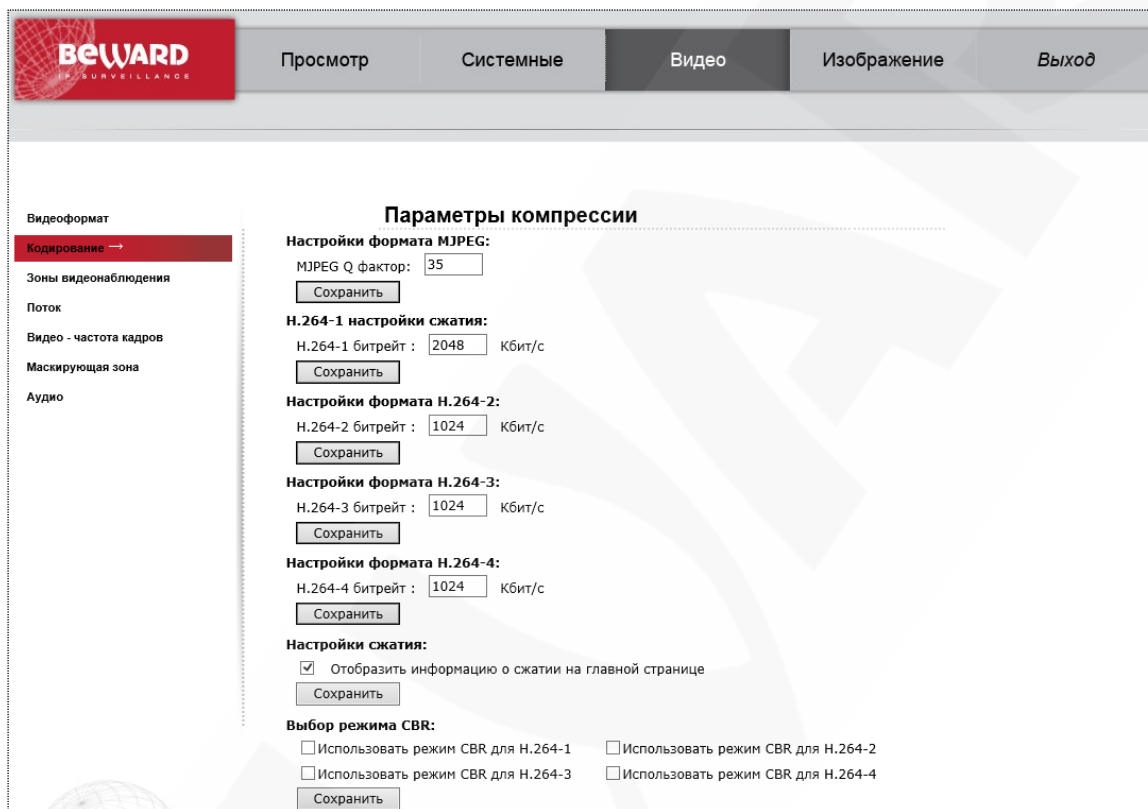 BEWARD
IP SURVEILLANCE
Просмотр
Системные
Видео
Изображение
Выход
Видеоформат
Кодирование →
Зоны видеонаблюдения
Поток
Видео - частота кадров
Маскирующая зона
Аудио
Параметры компрессии
Настройки формата MJPEG:
MJPEG Q фактор: 35
Сохранить
H.264-1 настройки сжатия:
H.264-1 битрейт : 2048 Кбит/с
Сохранить
Настройки формата H.264-2:
H.264-2 битрейт : 1024 Кбит/с
Сохранить
Настройки формата H.264-3:
H.264-3 битрейт : 1024 Кбит/с
Сохранить
Настройки формата H.264-4:
H.264-4 битрейт : 1024 Кбит/с
Сохранить
Настройки сжатия:
Отобразить информацию о сжатии на главной странице
Сохранить
Выбор режима CBR:
Использовать режим CBR для H.264-1 Использовать режим CBR для H.264-2
Использовать режим CBR для H.264-3 Использовать режим CBR для H.264-4
Сохранить